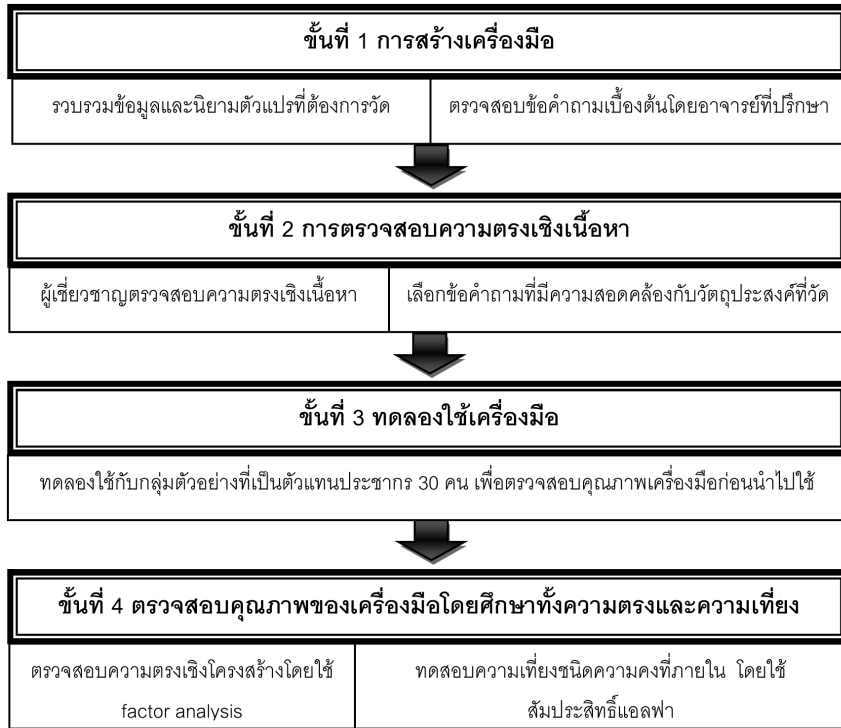 ขั้นที่ 1 การสร้างเครื่องมือ
รวบรวมข้อมูลและนิยามตัวแปรที่ต้องการวัด
ตรวจสอบข้อคำถามเบื้องต้นโดยอาจารย์ที่ปรึกษา
ขั้นที่ 2 การตรวจสอบความตรงเชิงเนื้อหา
ผู้เชี่ยวชาญตรวจสอบความตรงเชิงเนื้อหา
เลือกข้อคำถามที่มีความสอดคล้องกับวัตถุประสงค์ที่วัด
ขั้นที่ 3 ทดลองใช้เครื่องมือ
ทดลองใช้กับกลุ่มตัวอย่างที่เป็นตัวแทนประชากร 30 คน เพื่อตรวจสอบคุณภาพเครื่องมือก่อนนำไปใช้
ขั้นที่ 4 ตรวจสอบคุณภาพของเครื่องมือโดยศึกษาทั้งความตรงและความเที่ยง
ตรวจสอบความตรงเชิงโครงสร้างโดยใช้
factor analysis
ทดสอบความเที่ยงชนิดความคงที่ภายใน โดยใช้
สัมประสิทธิ์แอลฟา